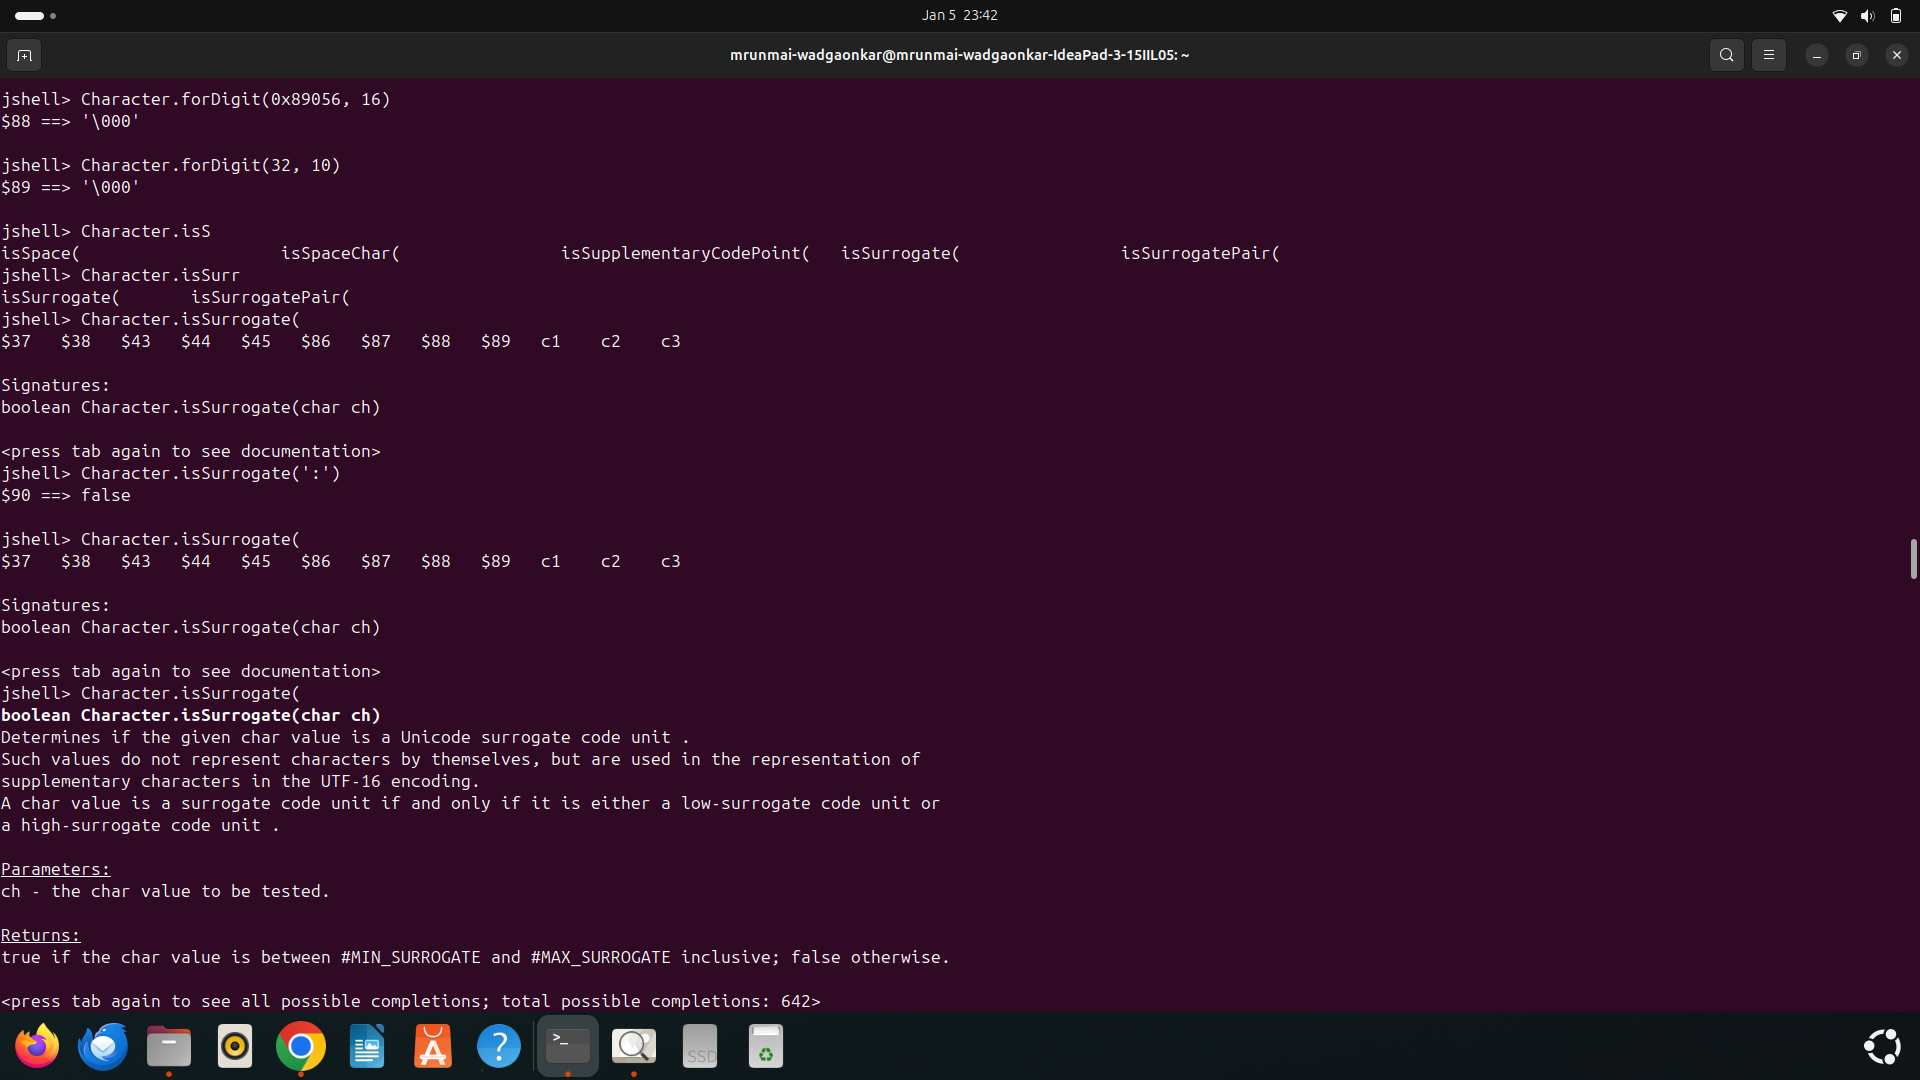 Jan 5 23:42
mrunmai-wadgaonkar@mrunmai-wadgaonkar-IdeaPad-3-15IIL05: ~
jshell> Character.forDigit(0x89056, 16)
$88 ==> '\000'
jshell> Character.forDigit(32, 10)
$89 ==> '\000'
jshell> Character.isS
isSpace( isSpaceChar( isSupplementaryCodePoint( isSurrogate( isSurrogatePair(
jshell> Character.isSurr
isSurrogate( isSurrogatePair(
jshell> Character.isSurrogate(
$37 $38 $43 $44 $45 $86 $87 $88 $89 c1 c2 c3
Signatures:
boolean Character.isSurrogate(char ch)
<press tab again to see documentation>
jshell> Character.isSurrogate(':')
$90 ==> false
jshell> Character.isSurrogate(
$37 $38 $43 $44 $45 $86 $87 $88 $89 c1 c2 c3
Signatures:
boolean Character.isSurrogate(char ch)
<press tab again to see documentation>
jshell> Character.isSurrogate(
boolean Character.isSurrogate(char ch)
Determines if the given char value is a Unicode surrogate code unit .
Such values do not represent characters by themselves, but are used in the representation of
supplementary characters in the UTF-16 encoding.
A char value is a surrogate code unit if and only if it is either a low-surrogate code unit or
a high-surrogate code unit .
Parameters:
ch - the char value to be tested.
Returns:
true if the char value is between #MIN_SURROGATE and #MAX_SURROGATE inclusive; false otherwise.
<press tab again to see all possible completions; total possible completions: 642>
SSD